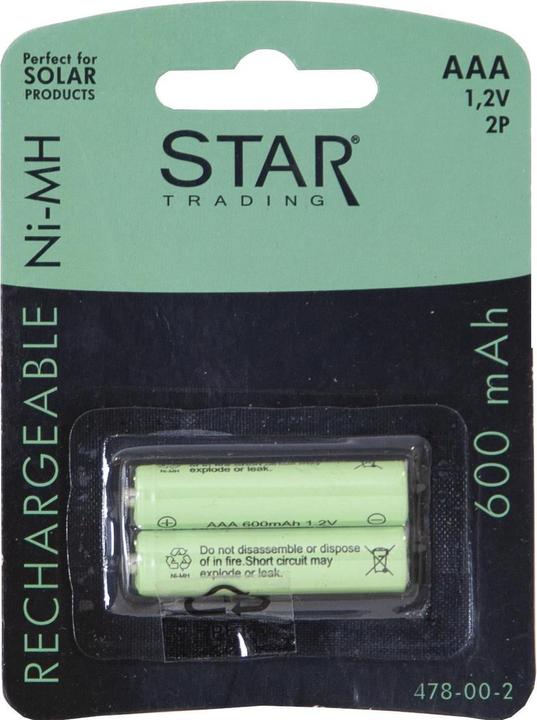 Perfect for
SOLAR
PRODUCTS
AAA
1,2V
2P
STAR®
TRADING
RECHARGEABLE Ni-MH
600 mAh
explode or leak.
Ni-MH
AAA 600mAh 1.2V
Do not disassemble or dispose
of in fire.Short circuit may
explode or leak.
Ni-MH
478-00-2